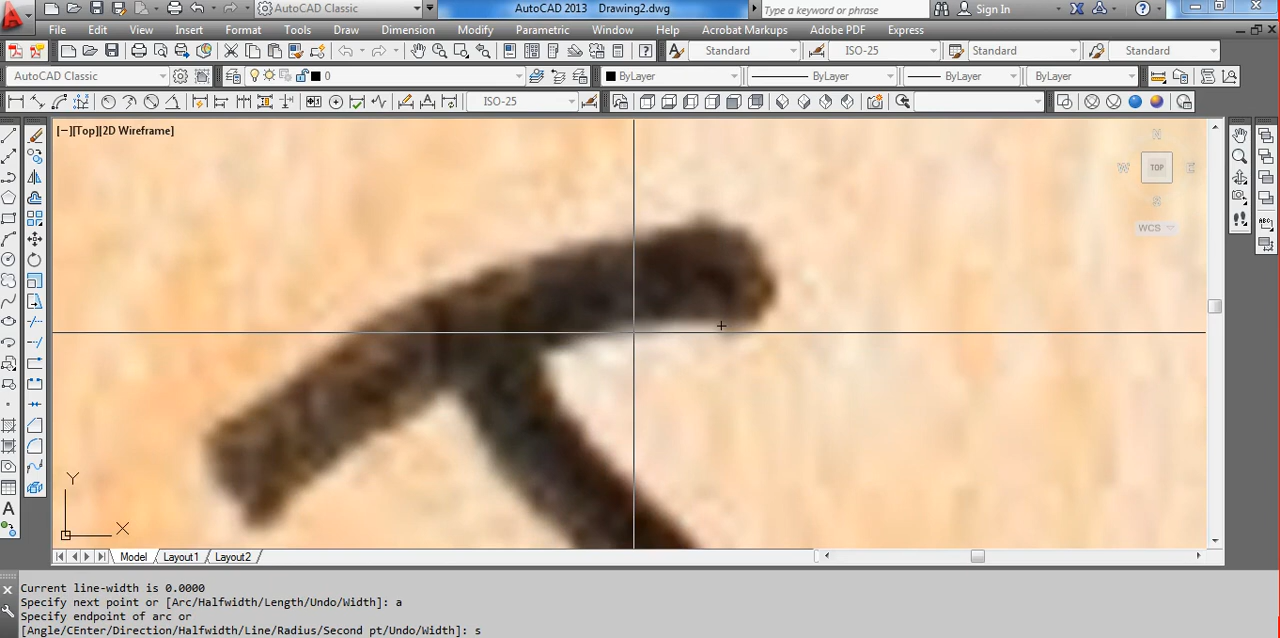 AutoCAD Classic
AutoCAD 2013 Drawing2.dwg
Type a keyword or phrase
Sign In
File Edit View Insert Format Tools Draw Dimension Modify Parametric Window Help Acrobat Markups Adobe PDF Express
Standard ISO-25 Standard Standard
AutoCAD Classic 0 ByLayer ByLayer ByLayer ByLayer
ISO-25
[−][Top][2D Wireframe]
N
W TOP E
S
WCS
Y
X
A
Model Layout1 Layout2
Current line-width is 0.0000
Specify next point or [Arc/Halfwidth/Length/Undo/Width]: a
Specify endpoint of arc or
[Angle/CEnter/Direction/Halfwidth/Line/Radius/Second pt/Undo/Width]: s